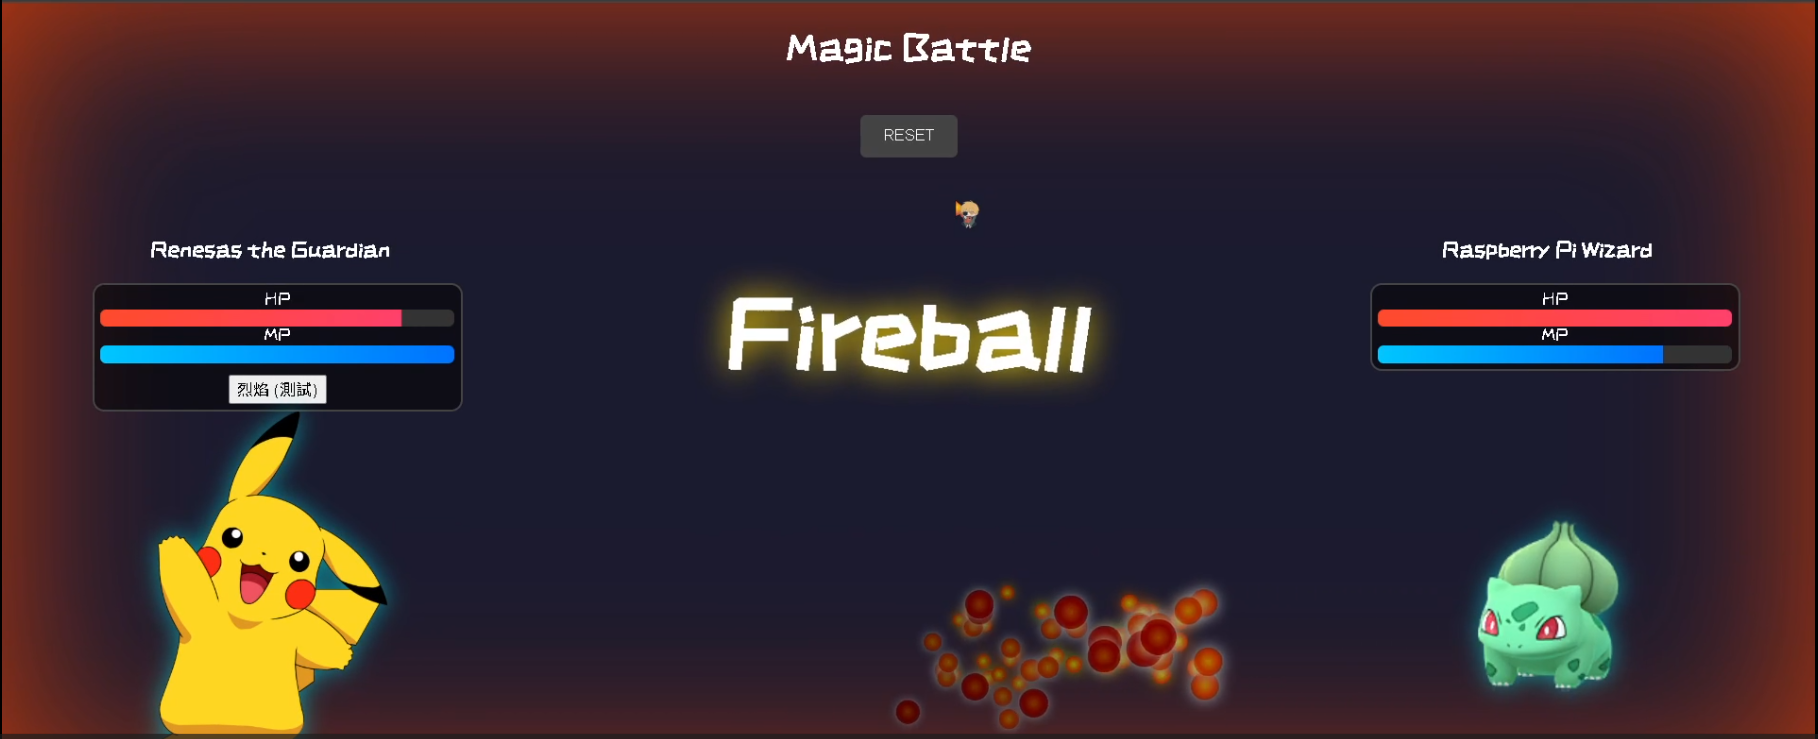 Magic Battle
RESET
Renesas the Guardian
HP
MP
烈焰 (測試)
Fireball
Raspberry Pi Wizard
HP
MP